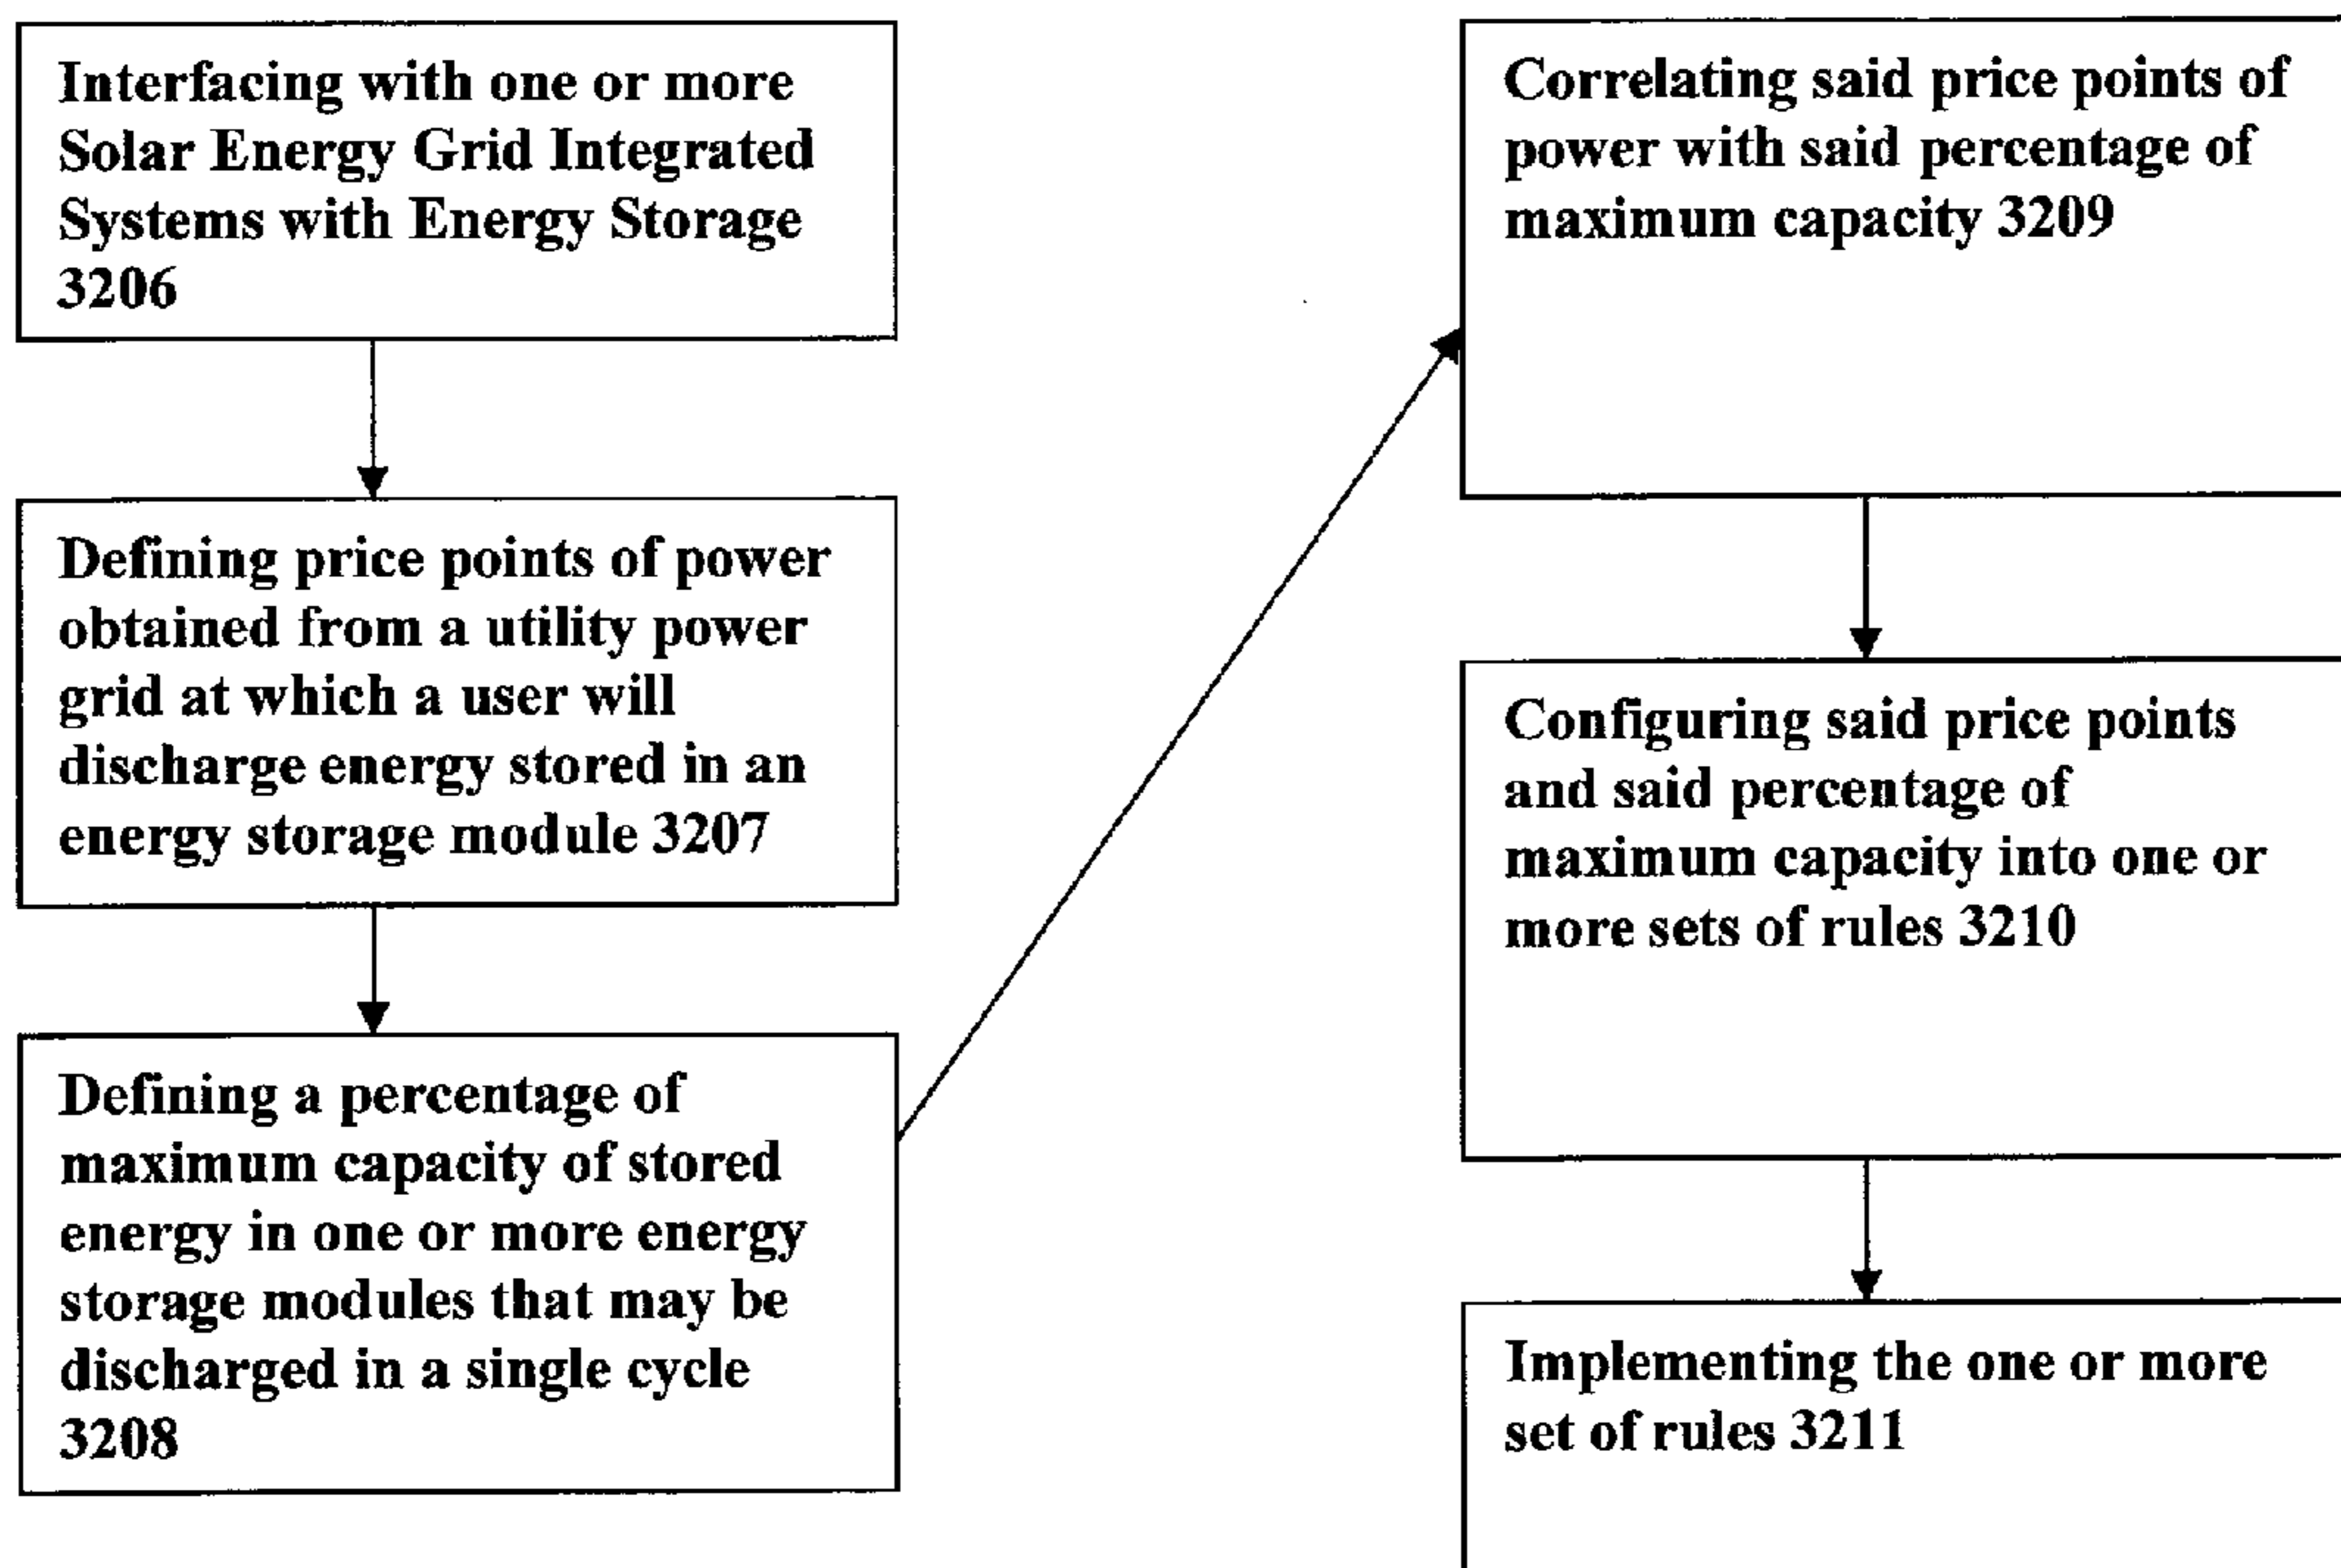 Interfacing with one or more
Solar Energy Grid Integrated
Systems with Energy Storage
3206
Defining price points of power
obtained from a utility power
grid at which a user will
discharge energy stored in an
energy storage module 3207
Defining a percentage of
maximum capacity of stored
energy in one or more energy
storage modules that may be
discharged in a single cycle
3208
Correlating said price points of
power with said percentage of
maximum capacity 3209
Configuring said price points
and said percentage of
maximum capacity into one or
more sets of rules 3210
Implementing the one or more
set of rules 3211